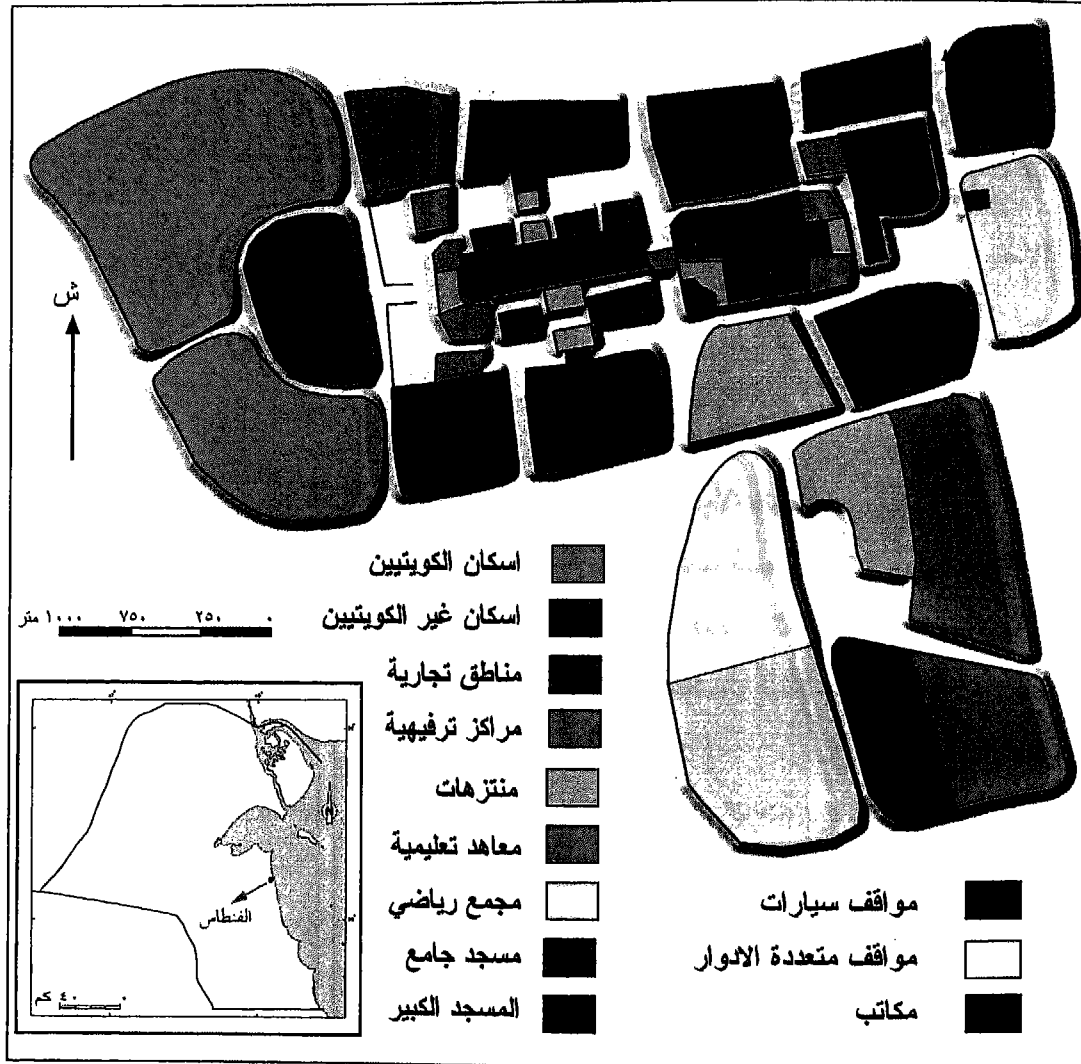 ش
اسكان الكويتيين
اسكان غير الكويتيين
مناطق تجارية
مراكز ترفيهية
منتزهات
معاهد تعليمية
مجمع رياضي
مسجد جامع
المسجد الكبير
مواقف سيارات
مواقف متعددة الادوار
مكاتب
٠ ٢٥٠ ٧٥٠ ١٠٠٠ متر
الفنطاس
٠ ٤٠ كم